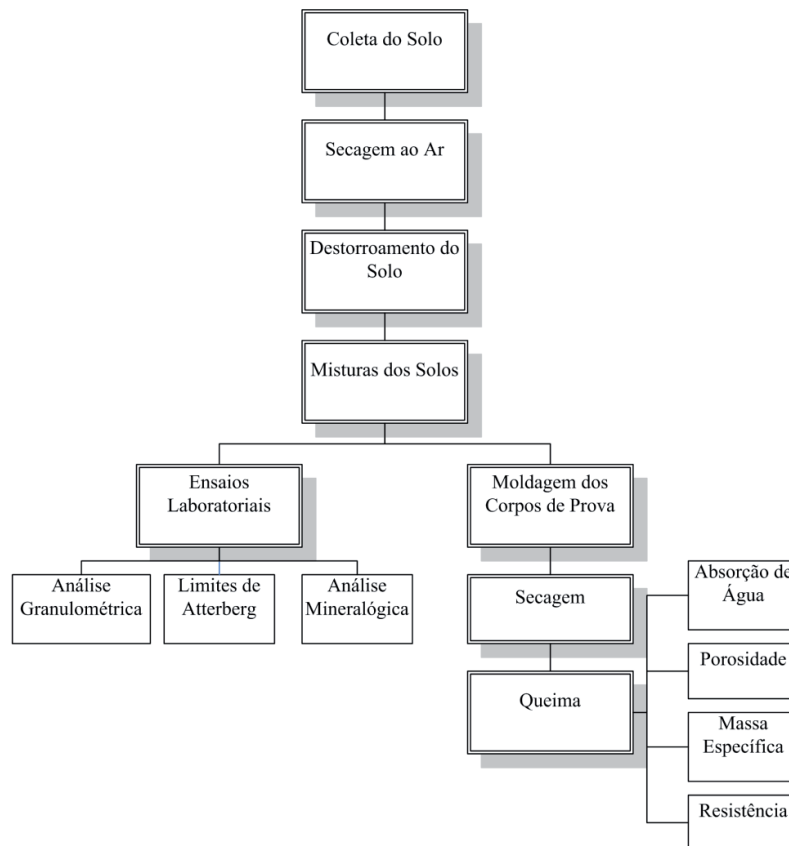 Coleta do Solo
Secagem ao Ar
Destorroamento do
Solo
Misturas dos Solos
Ensaios
Laboratoriais
Análise
Granulométrica
Limites de
Atterberg
Análise
Mineralógica
Moldagem dos
Corpos de Prova
Secagem
Queima
Absorção de
Água
Porosidade
Massa
Específica
Resistência